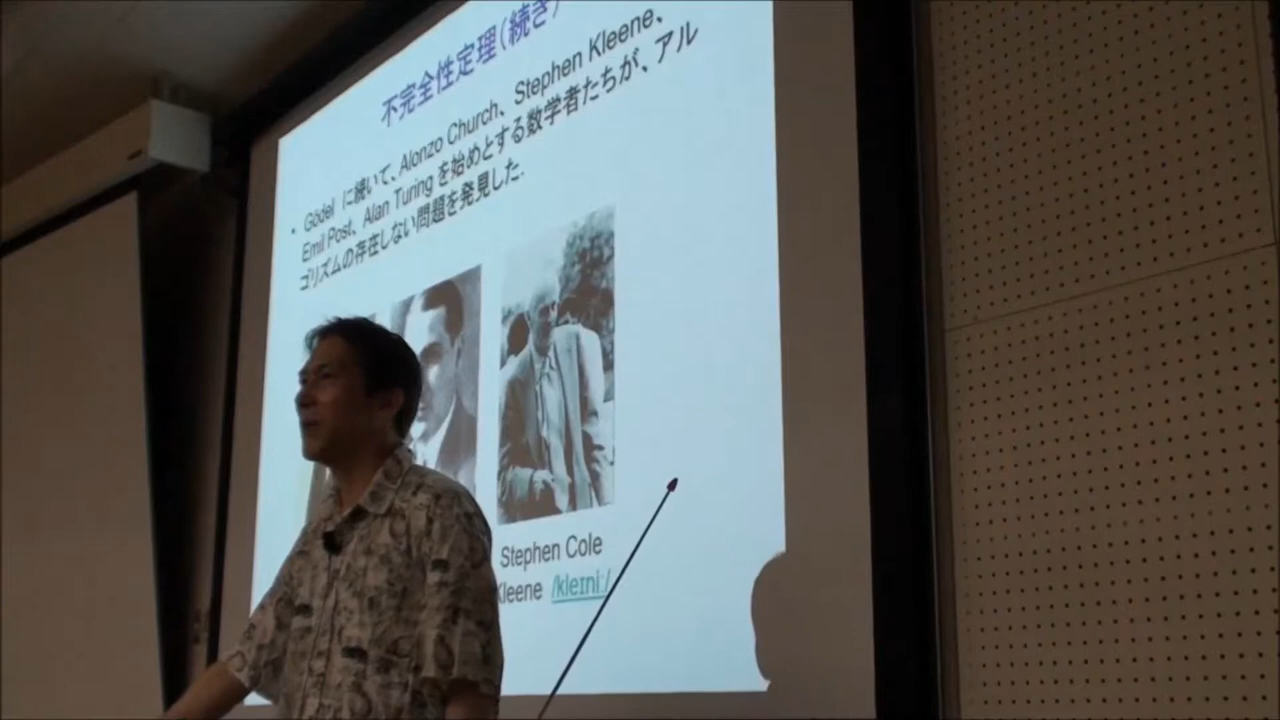 不完全性定理(続き)
• Gödel に続いて、Alonzo Church、Stephen Kleene、
Emil Post、Alan Turing を始めとする数学者たちが、アル
ゴリズムの存在しない問題を発見した.
Stephen Cole
Kleene /kleɪniː/